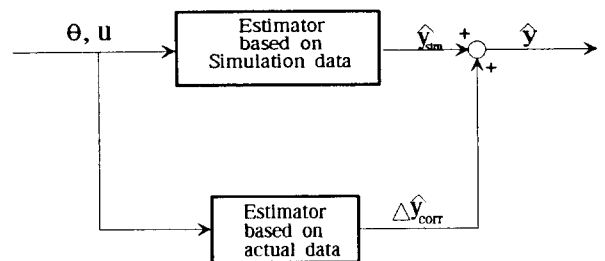 θ, u
Estimator
based on
Simulation data
ŷsim
+
ŷ
+
Estimator
based on
actual data
△ŷcorr